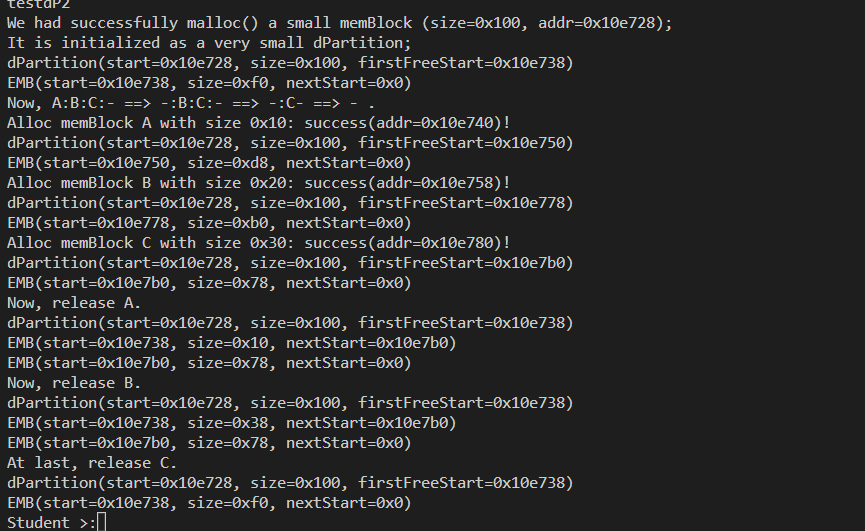 testdP2
We had successfully malloc() a small memBlock (size=0x100, addr=0x10e728);
It is initialized as a very small dPartition;
dPartition(start=0x10e728, size=0x100, firstFreeStart=0x10e738)
EMB(start=0x10e738, size=0xf0, nextStart=0x0)
Now, A:B:C:- ==> -:B:C:- ==> -:C- ==> - .
Alloc memBlock A with size 0x10: success(addr=0x10e740)!
dPartition(start=0x10e728, size=0x100, firstFreeStart=0x10e750)
EMB(start=0x10e750, size=0xd8, nextStart=0x0)
Alloc memBlock B with size 0x20: success(addr=0x10e758)!
dPartition(start=0x10e728, size=0x100, firstFreeStart=0x10e778)
EMB(start=0x10e778, size=0xb0, nextStart=0x0)
Alloc memBlock C with size 0x30: success(addr=0x10e780)!
dPartition(start=0x10e728, size=0x100, firstFreeStart=0x10e7b0)
EMB(start=0x10e7b0, size=0x78, nextStart=0x0)
Now, release A.
dPartition(start=0x10e728, size=0x100, firstFreeStart=0x10e738)
EMB(start=0x10e738, size=0x10, nextStart=0x10e7b0)
EMB(start=0x10e7b0, size=0x78, nextStart=0x0)
Now, release B.
dPartition(start=0x10e728, size=0x100, firstFreeStart=0x10e738)
EMB(start=0x10e738, size=0x38, nextStart=0x10e7b0)
EMB(start=0x10e7b0, size=0x78, nextStart=0x0)
At last, release C.
dPartition(start=0x10e728, size=0x100, firstFreeStart=0x10e738)
EMB(start=0x10e738, size=0xf0, nextStart=0x0)
Student >: